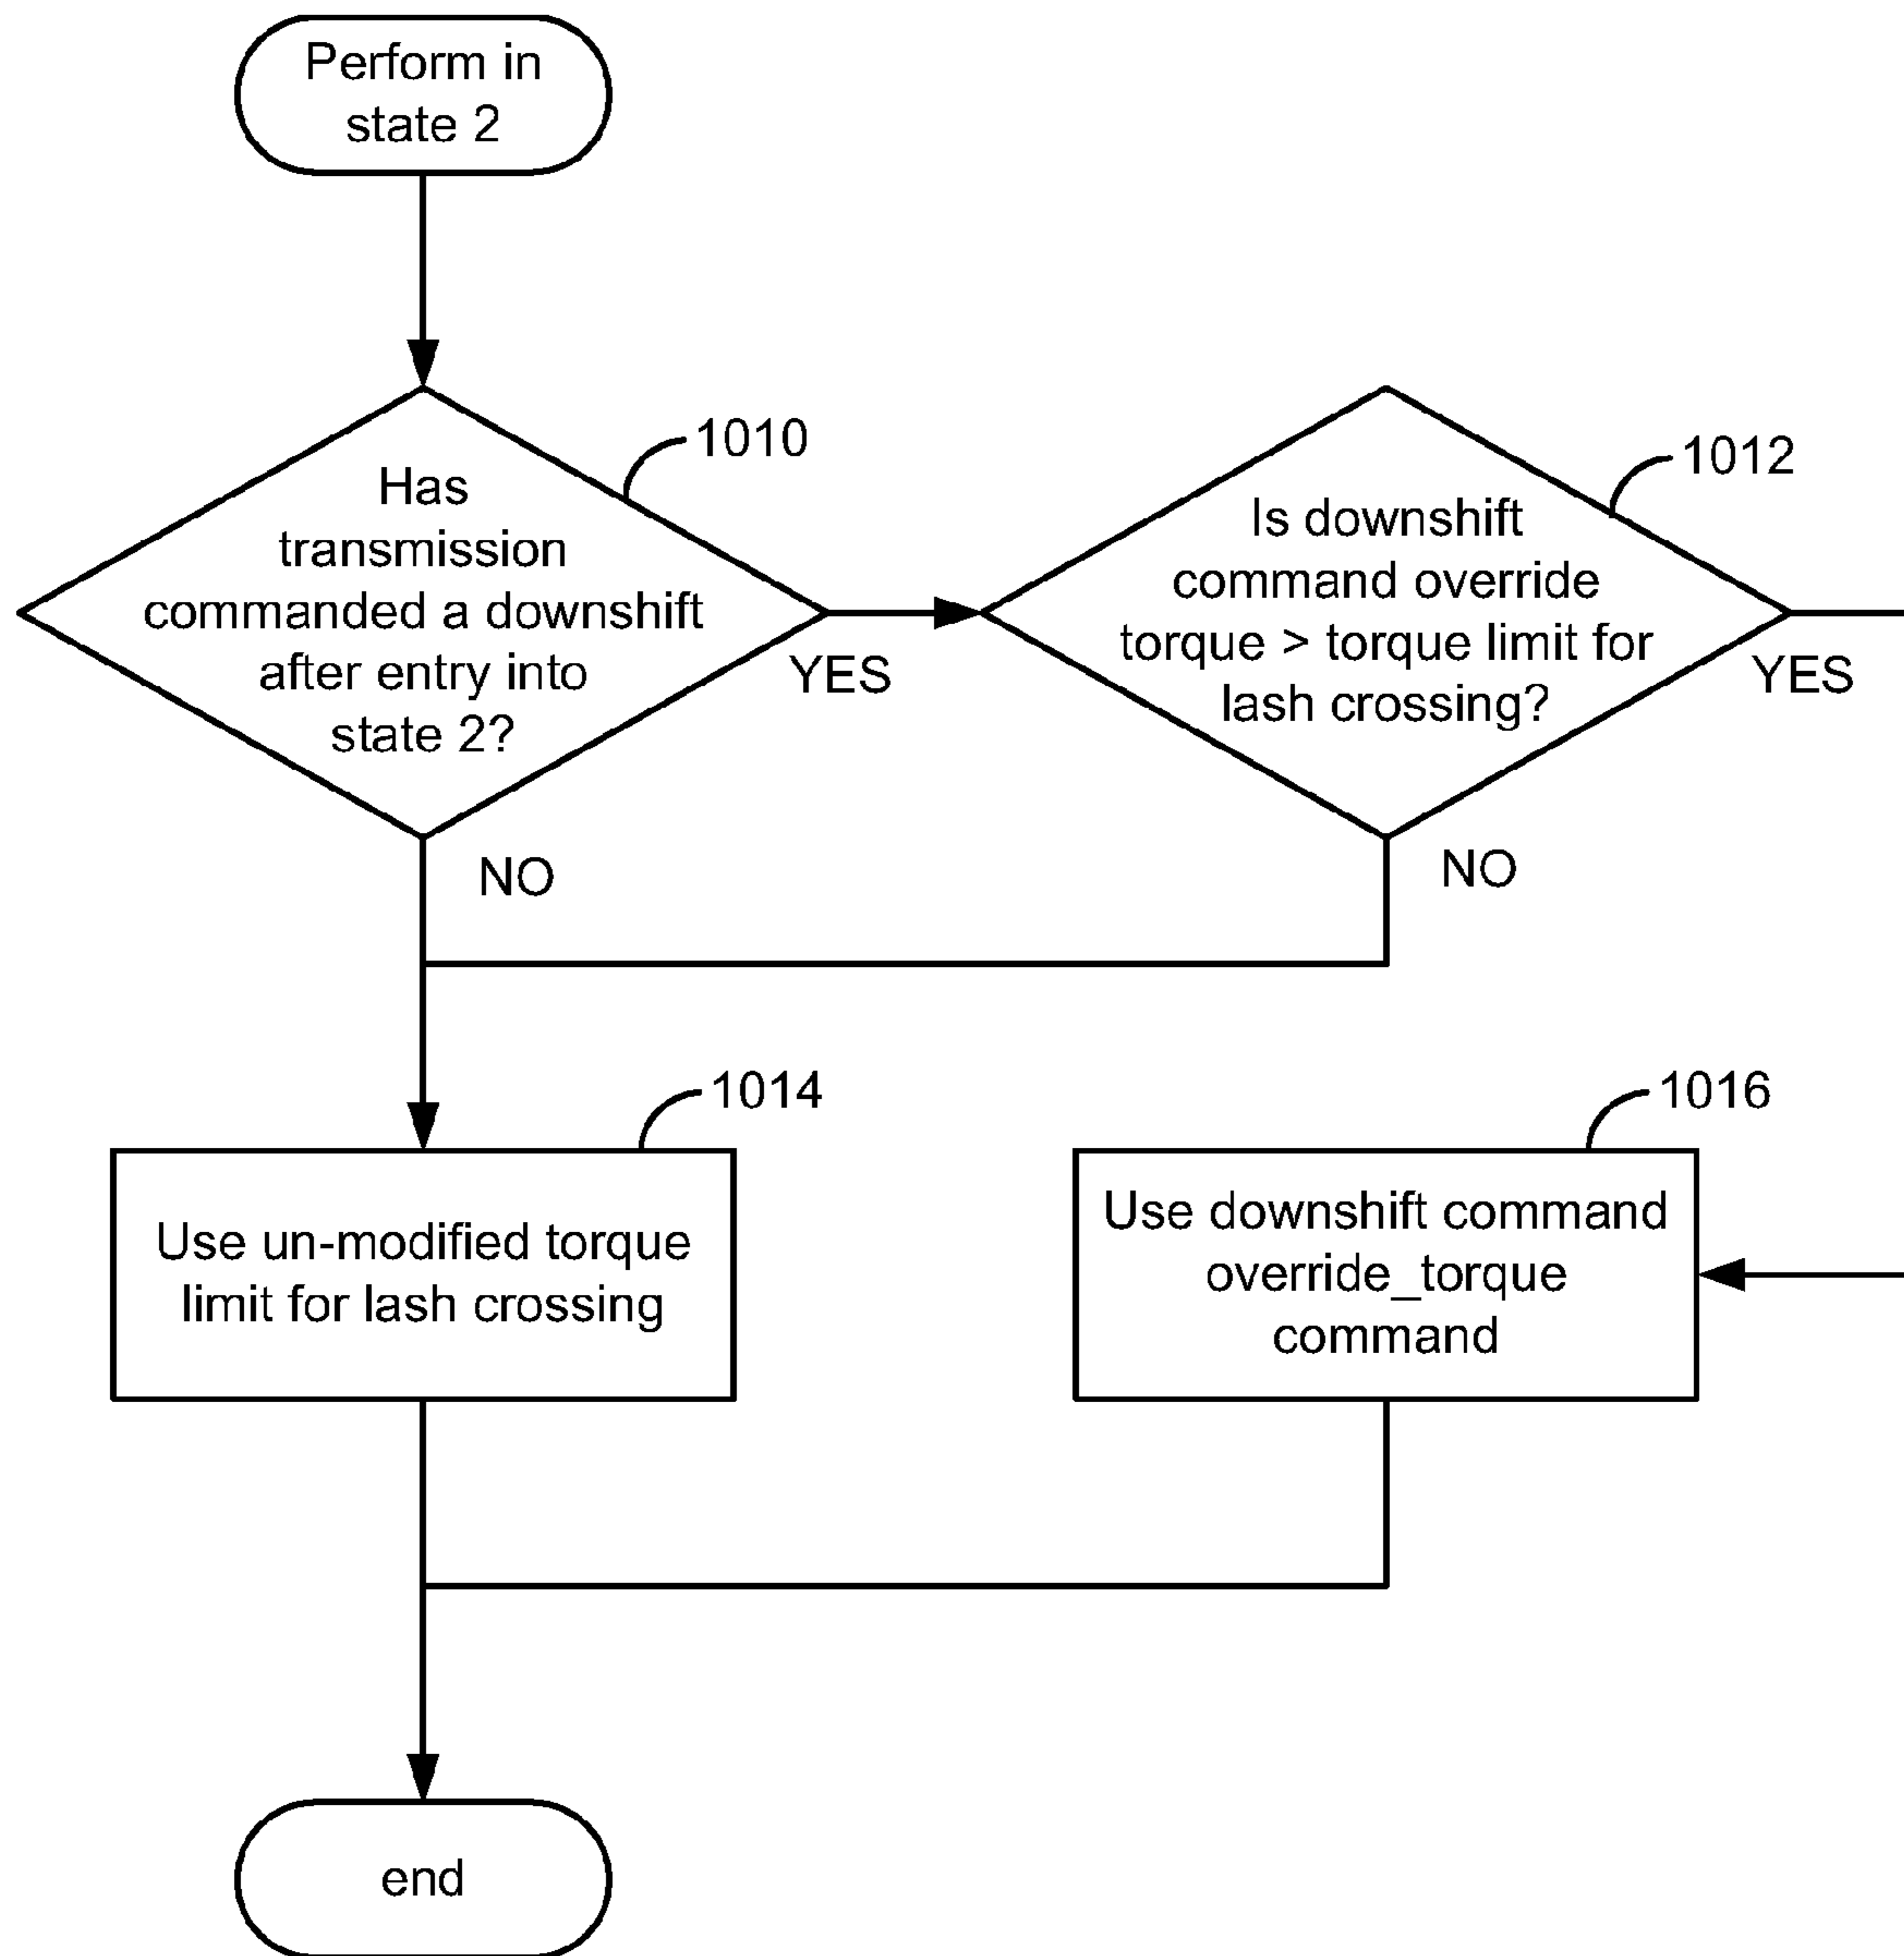 Perform in
state 2
1010
Has
transmission
commanded a downshift
after entry into
state 2?
YES
NO
1012
Is downshift
command override
torque > torque limit for
lash crossing?
YES
NO
1014
Use un-modified torque
limit for lash crossing
1016
Use downshift command
override_torque
command
end